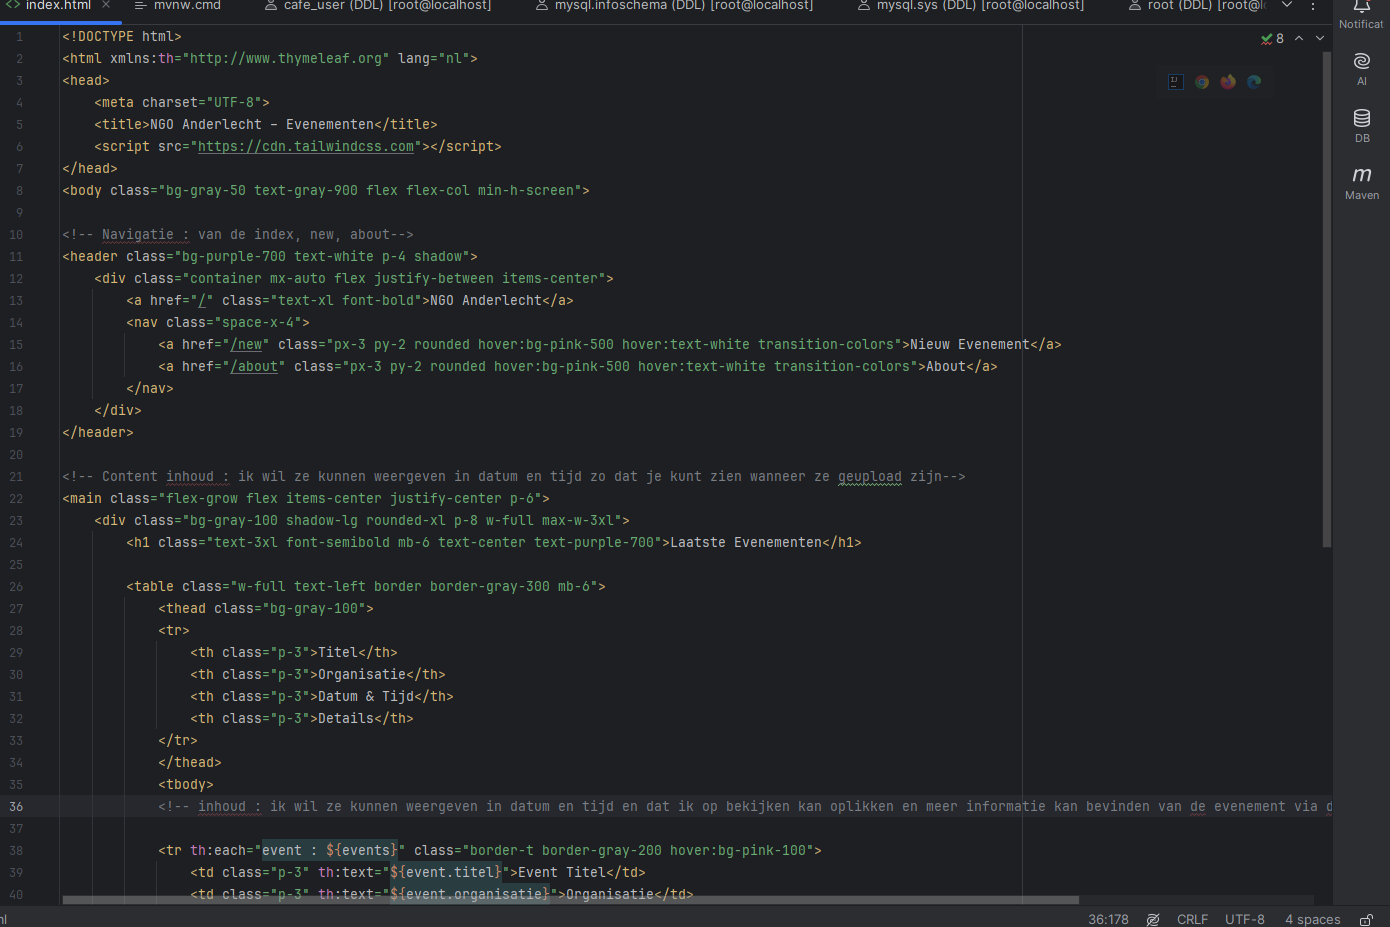 index.html
mvnw.cmd
cafe_user (DDL) [root@localhost]
mysql.infoschema (DDL) [root@localhost]
mysql.sys (DDL) [root@localhost]
root (DDL) [root@l
Notificat
AI
DB
Maven
8
1 <!DOCTYPE html>
2 <html xmlns:th="http://www.thymeleaf.org" lang="nl">
3 <head>
4 <meta charset="UTF-8">
5 <title>NGO Anderlecht – Evenementen</title>
6 <script src="https://cdn.tailwindcss.com"></script>
7 </head>
8 <body class="bg-gray-50 text-gray-900 flex flex-col min-h-screen">
9
10 <!-- Navigatie : van de index, new, about-->
11 <header class="bg-purple-700 text-white p-4 shadow">
12 <div class="container mx-auto flex justify-between items-center">
13 <a href="/" class="text-xl font-bold">NGO Anderlecht</a>
14 <nav class="space-x-4">
15 <a href="/new" class="px-3 py-2 rounded hover:bg-pink-500 hover:text-white transition-colors">Nieuw Evenement</a>
16 <a href="/about" class="px-3 py-2 rounded hover:bg-pink-500 hover:text-white transition-colors">About</a>
17 </nav>
18 </div>
19 </header>
20
21 <!-- Content inhoud : ik wil ze kunnen weergeven in datum en tijd zo dat je kunt zien wanneer ze geupload zijn-->
22 <main class="flex-grow flex items-center justify-center p-6">
23 <div class="bg-gray-100 shadow-lg rounded-xl p-8 w-full max-w-3xl">
24 <h1 class="text-3xl font-semibold mb-6 text-center text-purple-700">Laatste Evenementen</h1>
25
26 <table class="w-full text-left border border-gray-300 mb-6">
27 <thead class="bg-gray-100">
28 <tr>
29 <th class="p-3">Titel</th>
30 <th class="p-3">Organisatie</th>
31 <th class="p-3">Datum & Tijd</th>
32 <th class="p-3">Details</th>
33 </tr>
34 </thead>
35 <tbody>
36 <!-- inhoud : ik wil ze kunnen weergeven in datum en tijd en dat ik op bekijken kan oplikken en meer informatie kan bevinden van de evenement via d
37
38 <tr th:each="event : ${events}" class="border-t border-gray-200 hover:bg-pink-100">
39 <td class="p-3" th:text="${event.titel}">Event Titel</td>
40 <td class="p-3" th:text="${event.organisatie}">Organisatie</td>
36:178 CRLF UTF-8 4 spaces